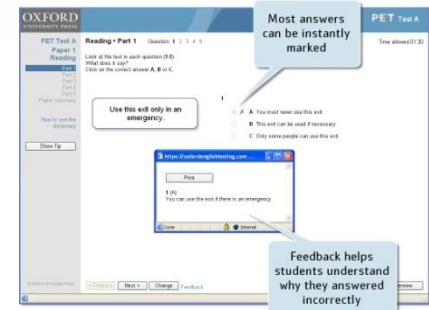 OXFORD
UNIVERSITY PRESS
PET Test A
PET Test A
Paper 1
Reading
Part 1
Part 2
Part 3
Part 4
Part 5
Paper summary
How to use the
dictionary
Show Tip
Reading • Part 1 Question 1 2 3 4 5
Time allowed 01:30
Look at the text in each question (1-5)
What does it say?
Click on the correct answer A, B or C.
Most answers
can be instantly
marked
1
Use this exit only in an
emergency.
A You must never use this exit.
B This exit can be used if necessary.
C Only some people can use this exit.
https://oxfordenglishtesting.com ...
Print
1 (A)
You can use the exit if there is an emergency.
Done
Internet
Feedback helps
students understand
why they answered
incorrectly
< Previous Next > Change Feedback